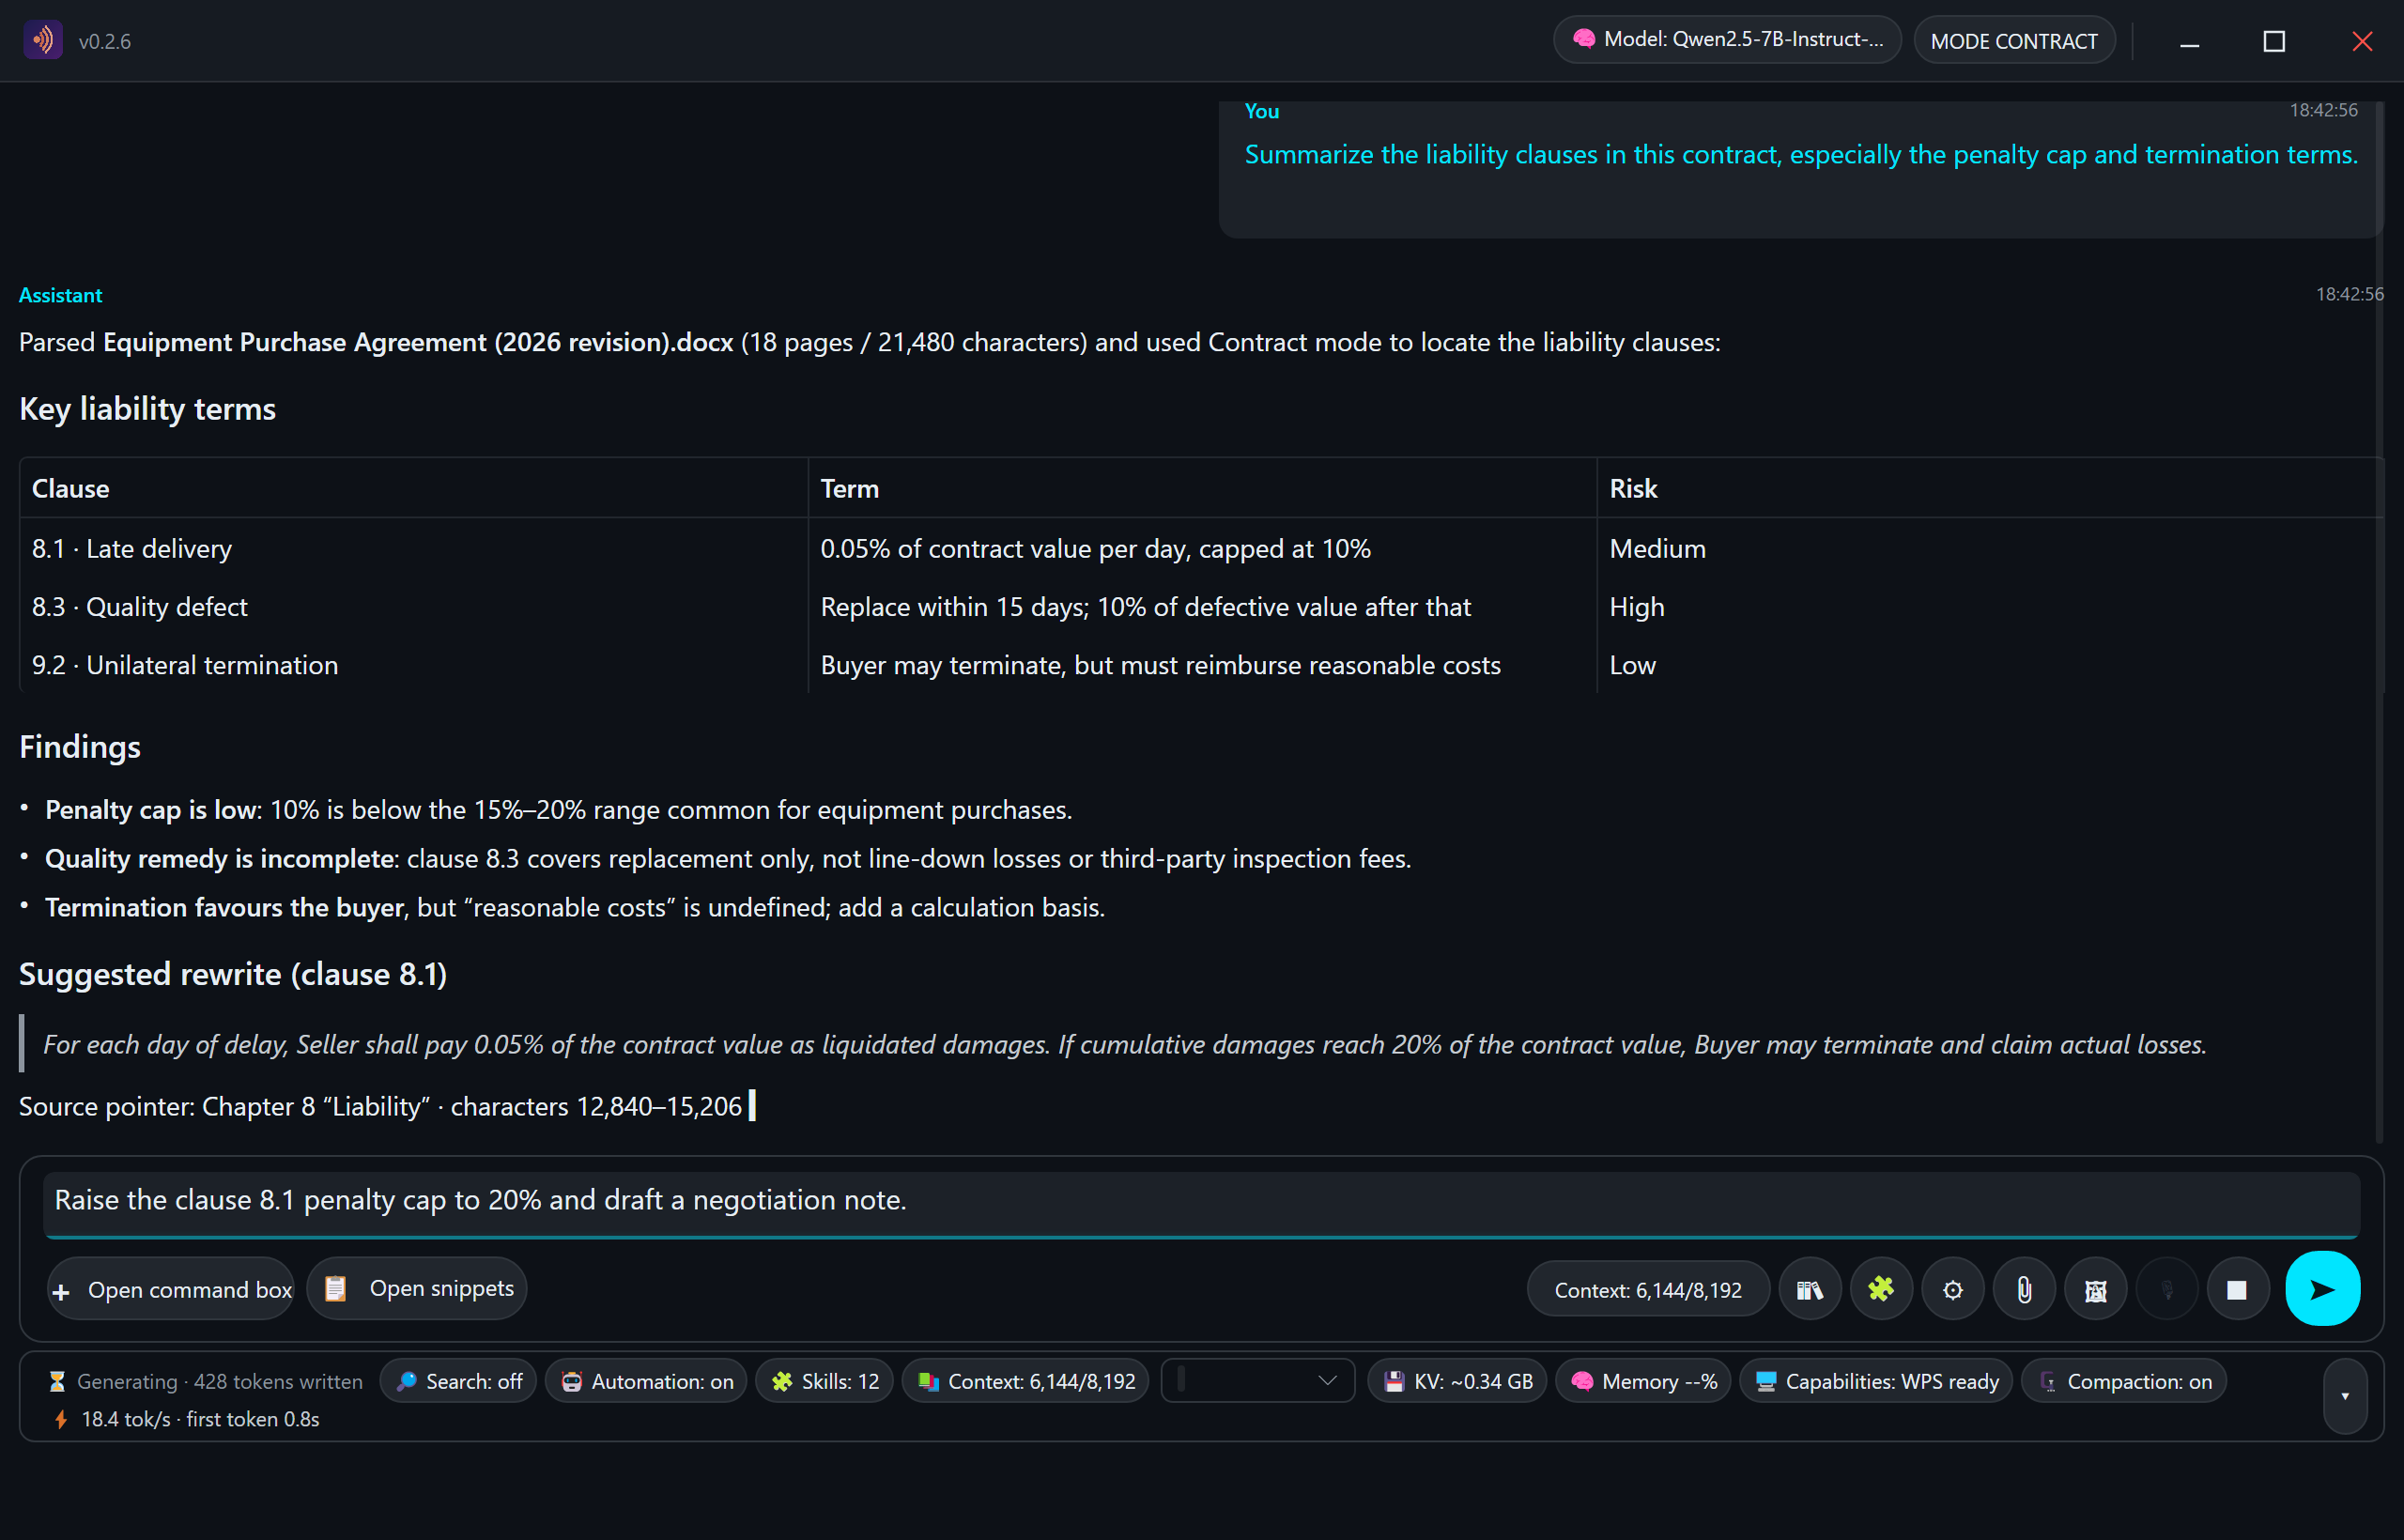 v0.2.6
Model: Qwen2.5-7B-Instruct-...
MODE CONTRACT
You
18:42:56
Summarize the liability clauses in this contract, especially the penalty cap and termination terms.
Assistant
18:42:56
Parsed Equipment Purchase Agreement (2026 revision).docx (18 pages / 21,480 characters) and used Contract mode to locate the liability clauses:
Key liability terms
Clause Term Risk
8.1 · Late delivery 0.05% of contract value per day, capped at 10% Medium
8.3 · Quality defect Replace within 15 days; 10% of defective value after that High
9.2 · Unilateral termination Buyer may terminate, but must reimburse reasonable costs Low
Findings
• Penalty cap is low: 10% is below the 15%–20% range common for equipment purchases.
• Quality remedy is incomplete: clause 8.3 covers replacement only, not line-down losses or third-party inspection fees.
• Termination favours the buyer, but “reasonable costs” is undefined; add a calculation basis.
Suggested rewrite (clause 8.1)
For each day of delay, Seller shall pay 0.05% of the contract value as liquidated damages. If cumulative damages reach 20% of the contract value, Buyer may terminate and claim actual losses.
Source pointer: Chapter 8 “Liability” · characters 12,840–15,206
Raise the clause 8.1 penalty cap to 20% and draft a negotiation note.
+ Open command box
Open snippets
Context: 6,144/8,192
Generating · 428 tokens written
Search: off
Automation: on
Skills: 12
Context: 6,144/8,192
KV: ~0.34 GB
Memory --%
Capabilities: WPS ready
Compaction: on
18.4 tok/s · first token 0.8s